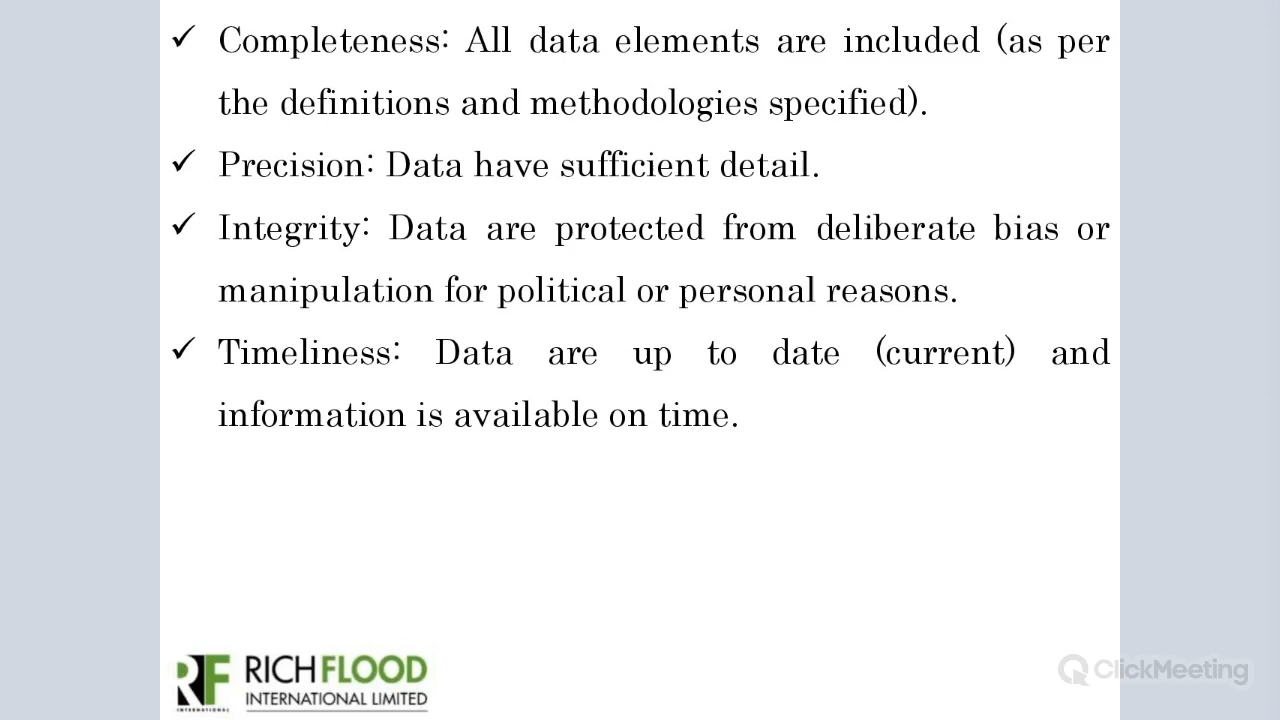 ✓ Completeness: All data elements are included (as per
the definitions and methodologies specified).
✓ Precision: Data have sufficient detail.
✓ Integrity: Data are protected from deliberate bias or
manipulation for political or personal reasons.
✓ Timeliness: Data are up to date (current) and
information is available on time.
RF
INTERNATIONAL
RICHFLOOD
INTERNATIONAL LIMITED
ClickMeeting